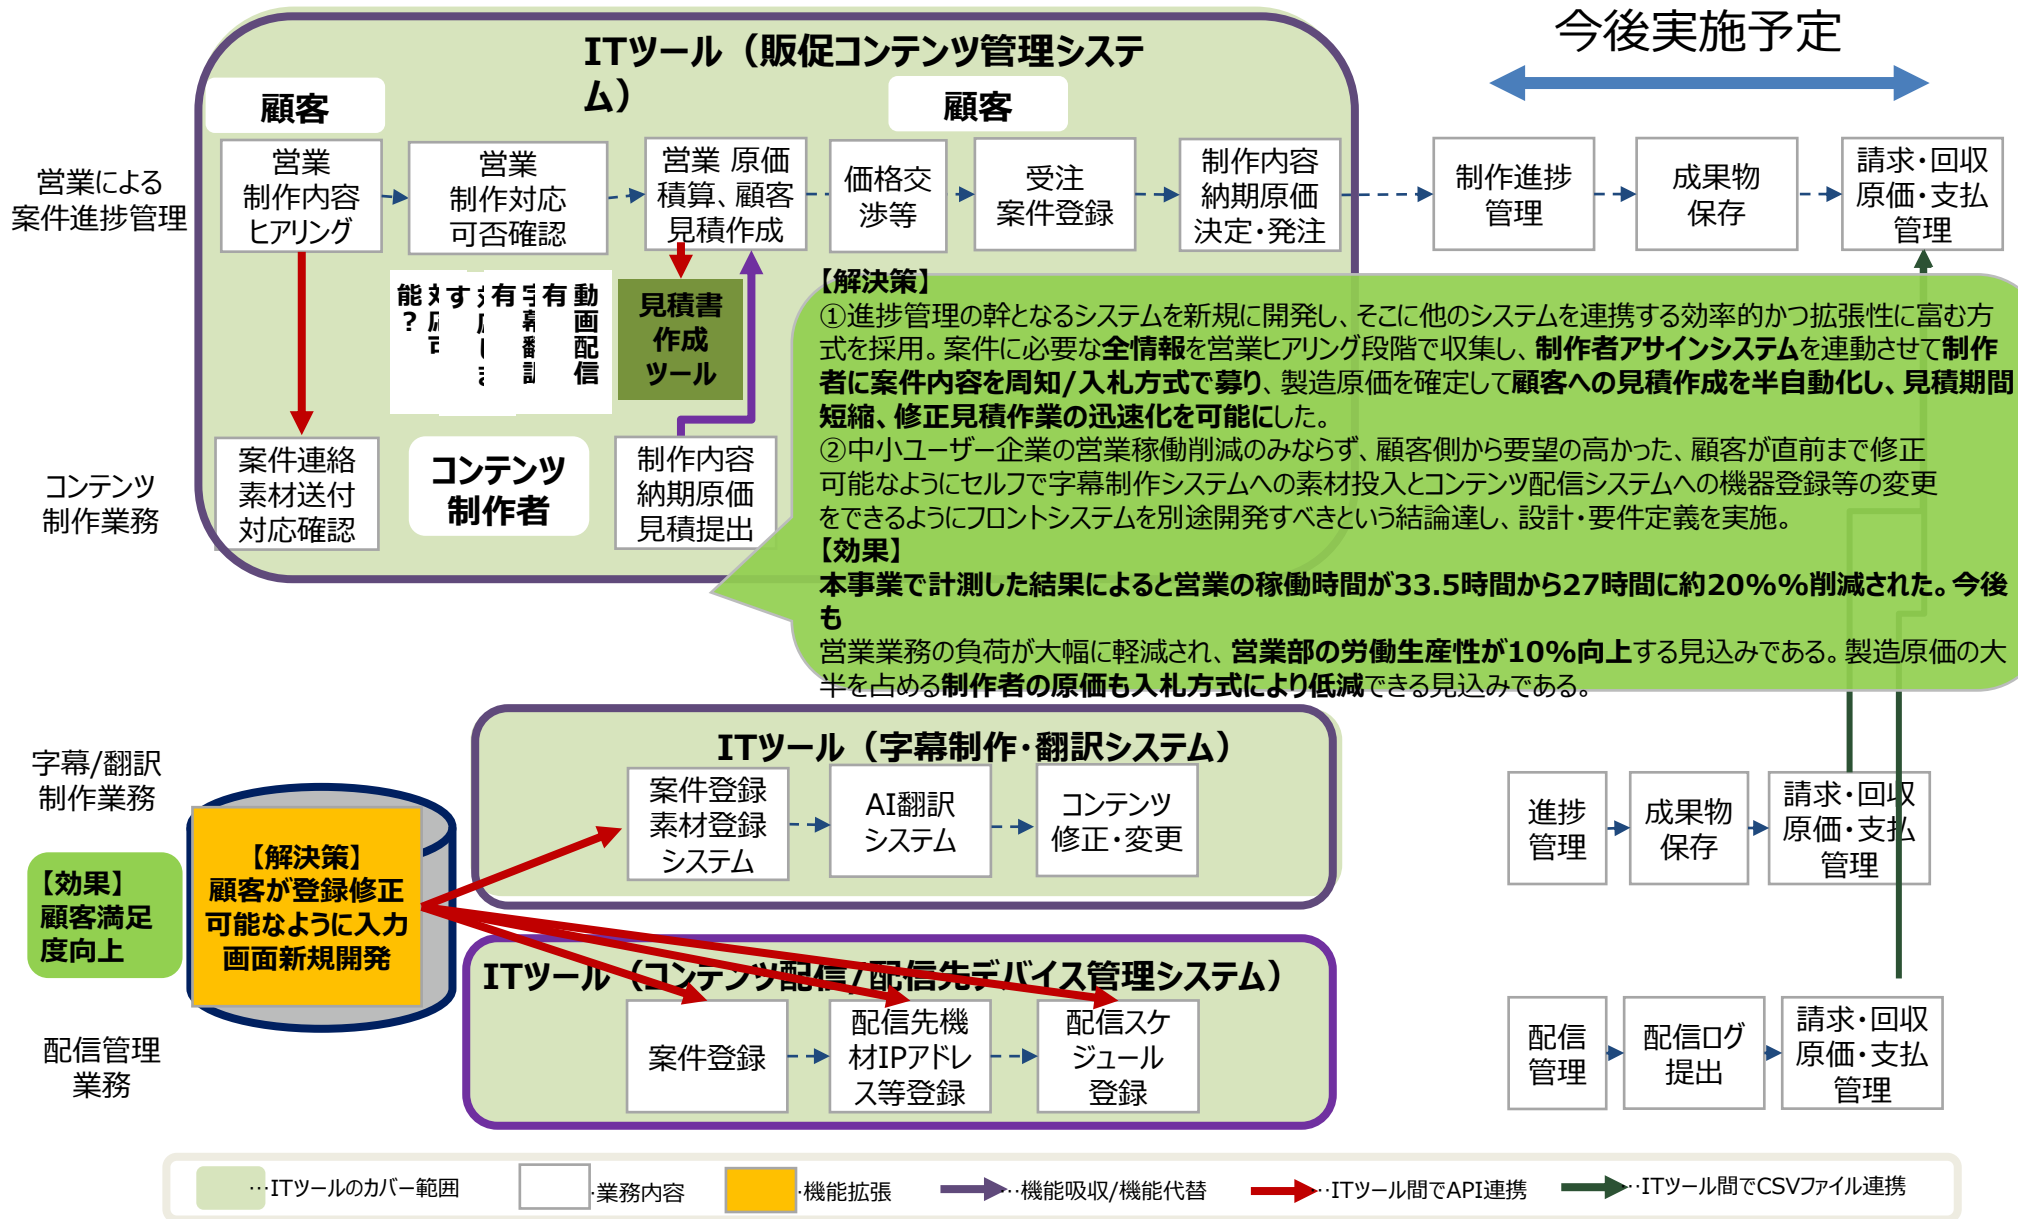 ITツール（販促コンテンツ管理システ
ム）
今後実施予定
顧客
顧客
営業による
案件進捗管理
営業
制作内容
ヒアリング
営業
制作対応
可否確認
営業 原価
積算、顧客
見積作成
価格交
渉等
受注
案件登録
制作内容
納期原価
決定・発注
制作進捗
管理
成果物
保存
請求・回収
原価・支払
管理
能?
す
有
字幕翻訳
有
動画配信
見積書
作成
ツール
【解決策】
①進捗管理の幹となるシステムを新規に開発し、そこに他のシステムを連携する効率的かつ拡張性に富む方
式を採用。案件に必要な全情報を営業ヒアリング段階で収集し、制作者アサインシステムを連動させて制作
者に案件内容を周知/入札方式で募り、製造原価を確定して顧客への見積作成を半自動化し、見積期間
短縮、修正見積作業の迅速化を可能にした。
②中小ユーザー企業の営業稼働削減のみならず、顧客側から要望の高かった、顧客が直前まで修正
可能なようにセルフで字幕制作システムへの素材投入とコンテンツ配信システムへの機器登録等の変更
をできるようにフロントシステムを別途開発すべきという結論達し、設計・要件定義を実施。
【効果】
本事業で計測した結果によると営業の稼働時間が33.5時間から27時間に約20%%削減された。今後
も
営業業務の負荷が大幅に軽減され、営業部の労働生産性が10%向上する見込みである。製造原価の大
半を占める制作者の原価も入札方式により低減できる見込みである。
コンテンツ
制作業務
案件連絡
素材送付
対応確認
コンテンツ
制作者
制作内容
納期原価
見積提出
字幕/翻訳
制作業務
ITツール（字幕制作・翻訳システム）
案件登録
素材登録
システム
AI翻訳
システム
コンテンツ
修正・変更
進捗
管理
成果物
保存
請求・回収
原価・支払
管理
【効果】
顧客満足
度向上
【解決策】
顧客が登録修正
可能なように入力
画面新規開発
配信管理
業務
ITツール（コンテンツ配信/配信先デバイス管理システム）
案件登録
配信先機
材IPアドレ
ス等登録
配信スケ
ジュール
登録
配信
管理
配信ログ
提出
請求・回収
原価・支払
管理
…ITツールのカバー範囲
…業務内容
…機能拡張
…機能吸収/機能代替
…ITツール間でAPI連携
…ITツール間でCSVファイル連携